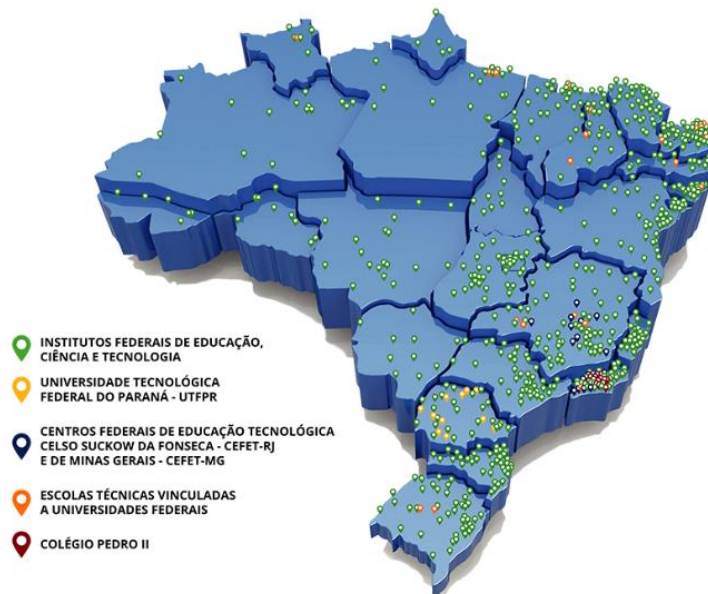 INSTITUTOS FEDERAIS DE EDUCAÇÃO,
CIÊNCIA E TECNOLOGIA
UNIVERSIDADE TECNOLÓGICA
FEDERAL DO PARANÁ - UTFPR
CENTROS FEDERAIS DE EDUCAÇÃO TECNOLÓGICA
CELSO SUCKOW DA FONSECA - CEFET-RJ
E DE MINAS GERAIS - CEFET-MG
ESCOLAS TÉCNICAS VINCULADAS
A UNIVERSIDADES FEDERAIS
COLÉGIO PEDRO II